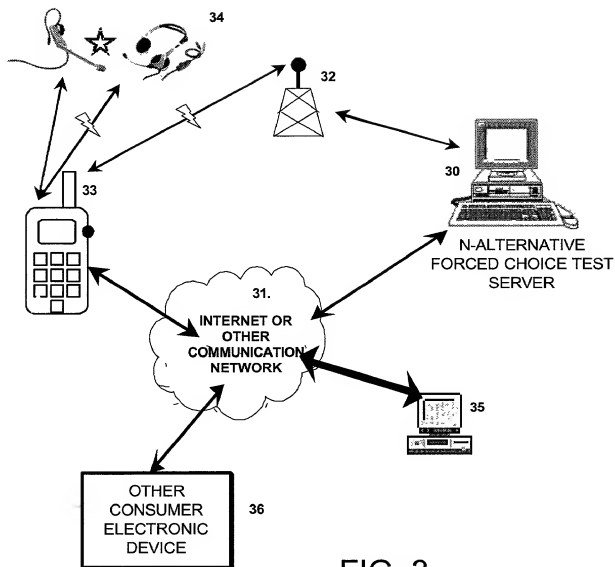 34
32
30
33
N-ALTERNATIVE
FORCED CHOICE TEST
SERVER
31.
INTERNET OR
OTHER
COMMUNICATION
NETWORK
35
OTHER
CONSUMER
ELECTRONIC
DEVICE
36